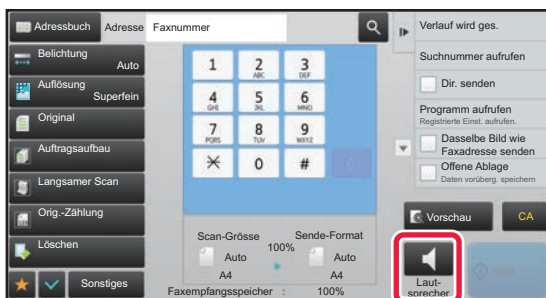 Adressbuch Adresse Faxnummer
Belichtung
Auto
Auflösung
Superfein
Original
Auftragsaufbau
Langsamer Scan
Orig.-Zählung
Löschen
Sonstiges
1 2 3
ABC DEF
4 5 6
GHI JKL MNO
7 8 9
PQRS TUV WXYZ
0 #
C
Scan-Grösse Sende-Format
100%
Auto Auto
A4 A4
Faxempfangsspeicher : 100%
Verlauf wird ges.
Suchnummer aufrufen
Dir. senden
Programm aufrufen
Registrierte Einst. aufrufen.
Dasselbe Bild wie
Faxadresse senden
Offene Ablage
Daten vorüberg. speichern
Vorschau CA
Laut-
sprecher
Start